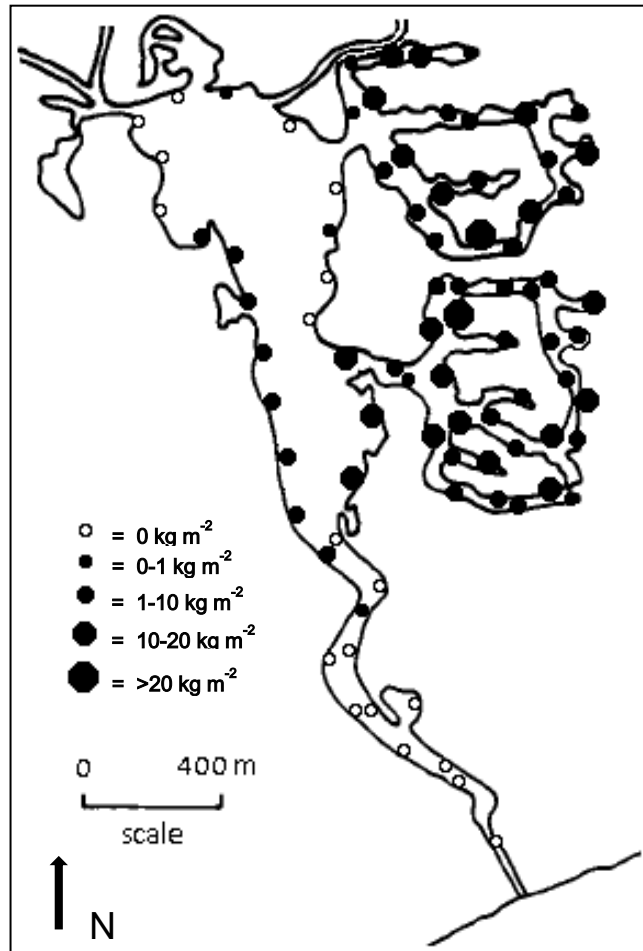 = 0 kg m⁻²
= 0-1 kg m⁻²
= 1-10 kg m⁻²
= 10-20 kg m⁻²
= >20 kg m⁻²
0 400 m
scale
N